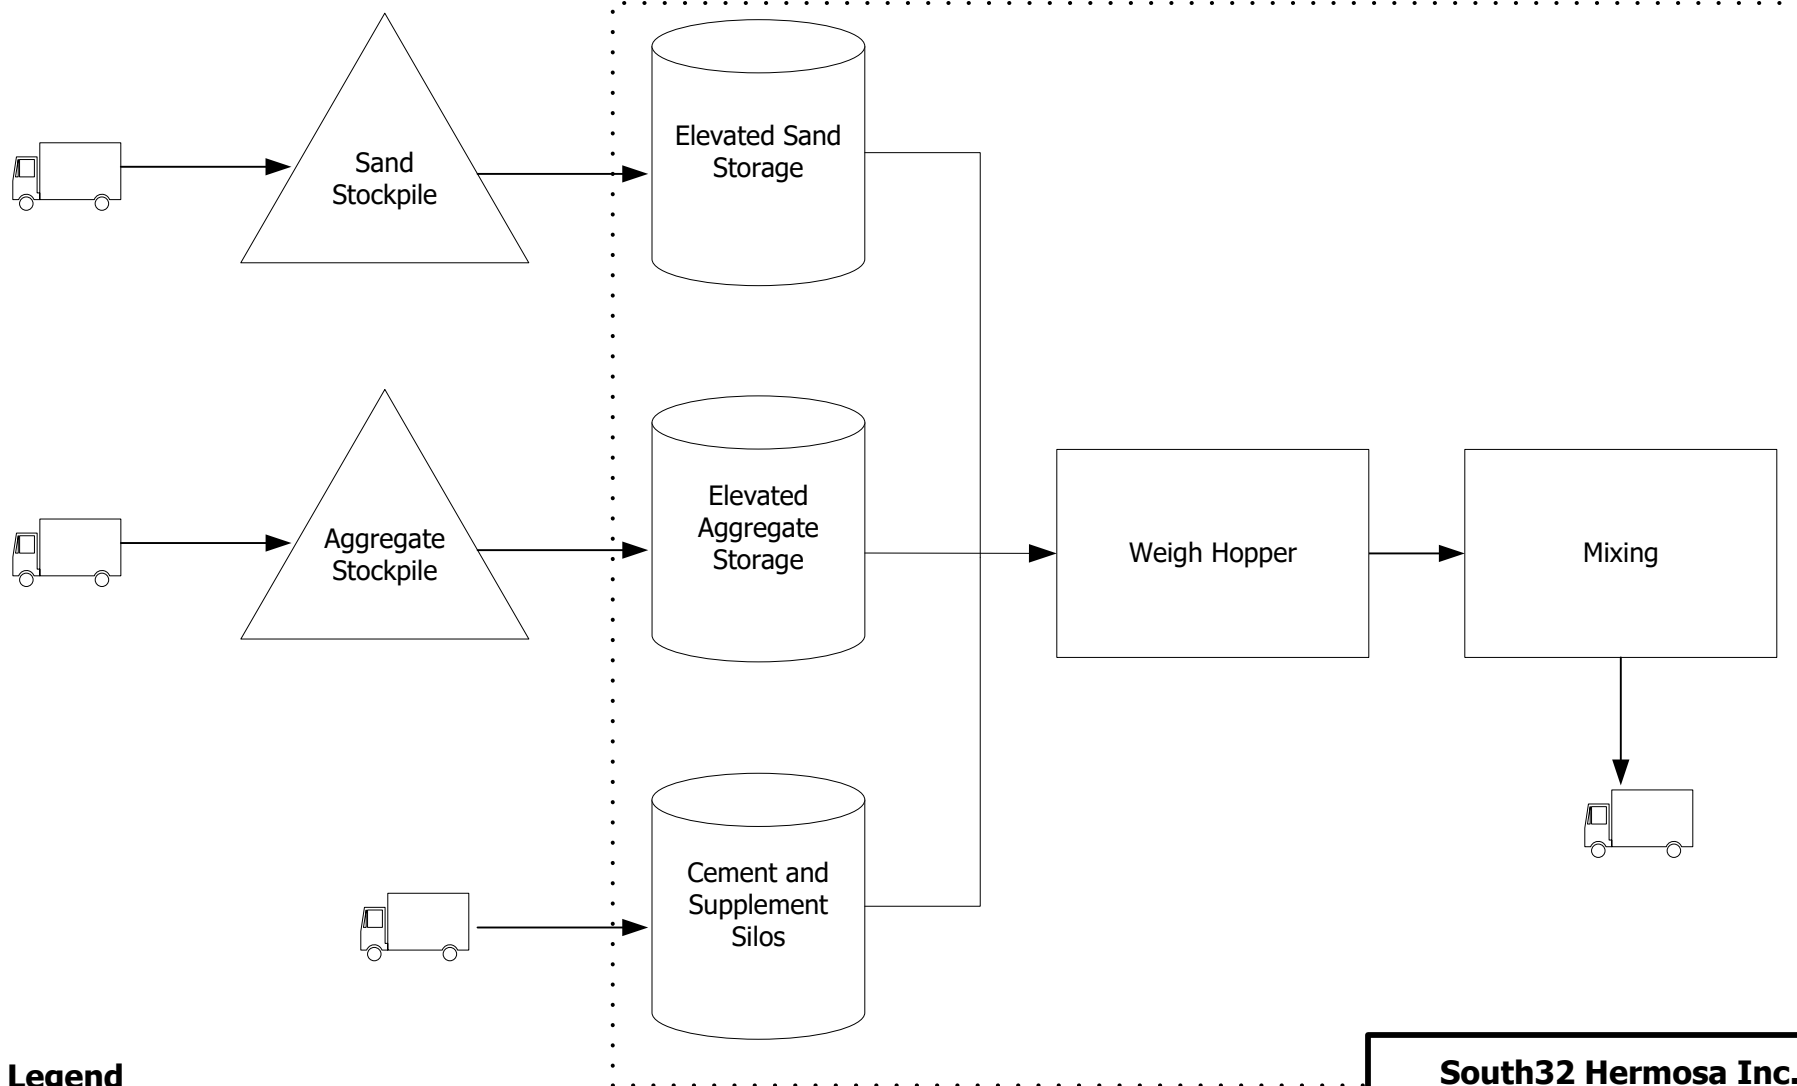 Sand
Stockpile
Elevated Sand
Storage
Aggregate
Stockpile
Elevated
Aggregate
Storage
Weigh Hopper
Mixing
Cement and
Supplement
Silos
Legend
South32 Hermosa Inc.